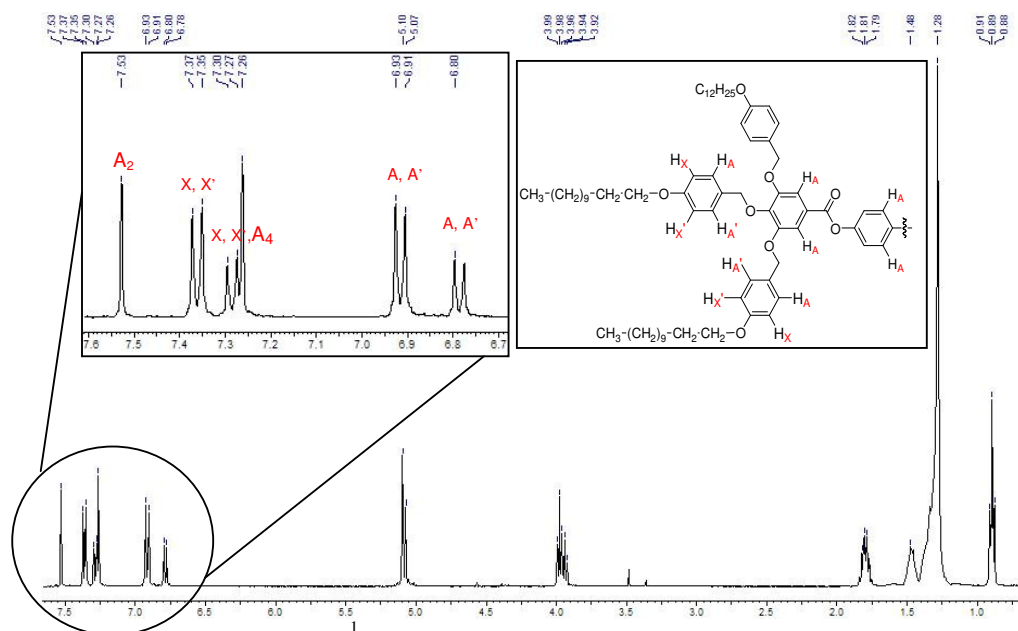 7.53
7.37
7.35
7.30
7.27
7.26
6.93
6.91
6.80
6.78
5.10
5.07
3.99
3.98
3.96
3.94
3.92
1.82
1.81
1.79
1.48
1.28
0.91
0.89
0.88
7.53
7.37
7.35
7.30
7.27
7.26
6.93
6.91
6.80
A2
X, X'
X, X',A4
A, A'
A, A'
7.6 7.5 7.4 7.3 7.2 7.1 7.0 6.9 6.8 6.7
C12H25O
O
HX HA
HA
CH3-(CH2)9-CH2-CH2-O
O
O
HA
HX' HA'
O
O
HA
HA
HA'
HX' HA
HX
CH3-(CH2)9-CH2-CH2-O
7.5 7.0 6.5 6.0 5.5 5.0 4.5 4.0 3.5 3.0 2.5 2.0 1.5 1.0
1